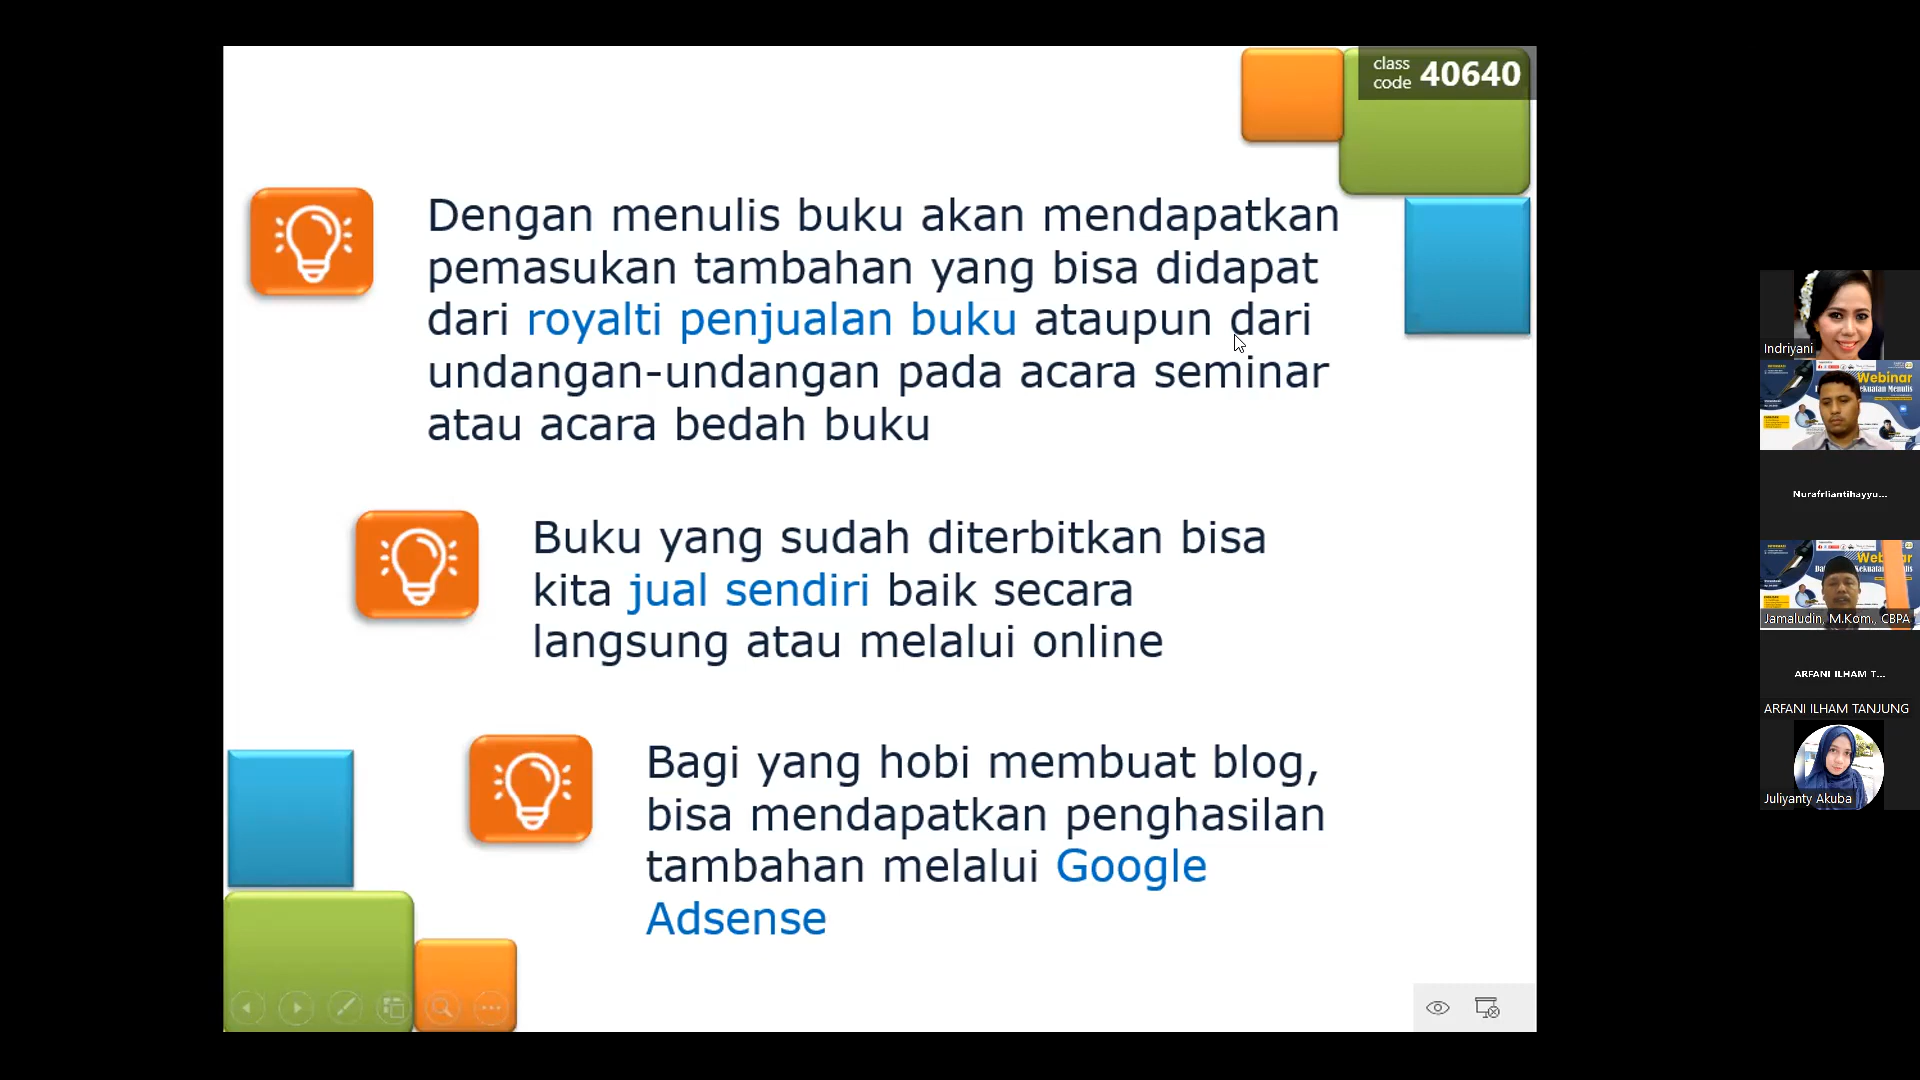 class
code 40640
Dengan menulis buku akan mendapatkan
pemasukan tambahan yang bisa didapat
dari royalti penjualan buku ataupun dari
undangan-undangan pada acara seminar
atau acara bedah buku
Buku yang sudah diterbitkan bisa
kita jual sendiri baik secara
langsung atau melalui online
Bagi yang hobi membuat blog,
bisa mendapatkan penghasilan
tambahan melalui Google
Adsense
Indriyani
Webinar
Kekuatan Menulis
Nurafrliantihayyu...
Jamaludin, M.Kom., CBPA
ARFANI ILHAM T...
ARFANI ILHAM TANJUNG
Juliyanty Akuba